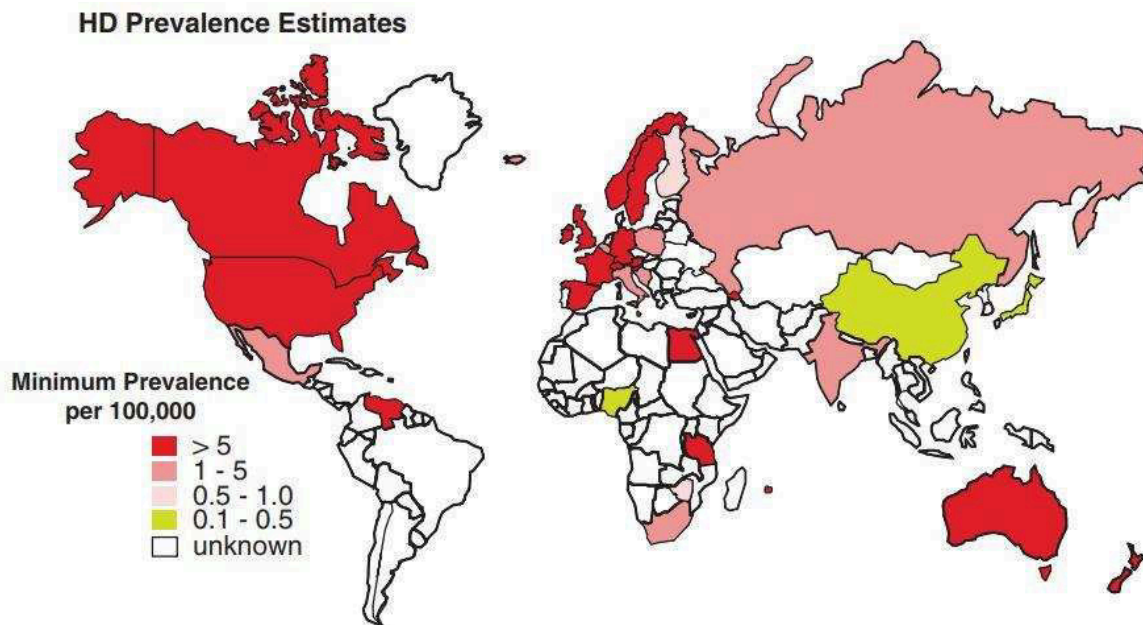 HD Prevalence Estimates
Minimum Prevalence
per 100,000
> 5
1 - 5
0.5 - 1.0
0.1 - 0.5
unknown